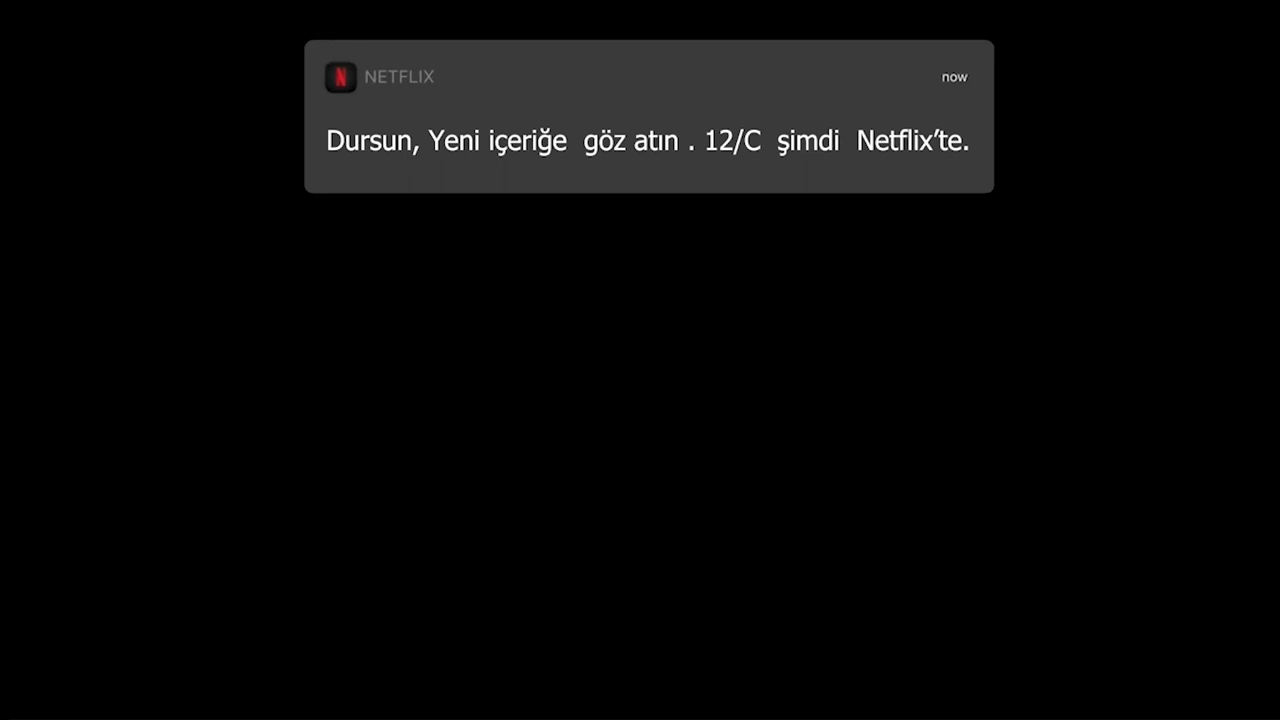 NETFLIX now
Dursun, Yeni içeriğe göz atın . 12/C şimdi Netflix’te.